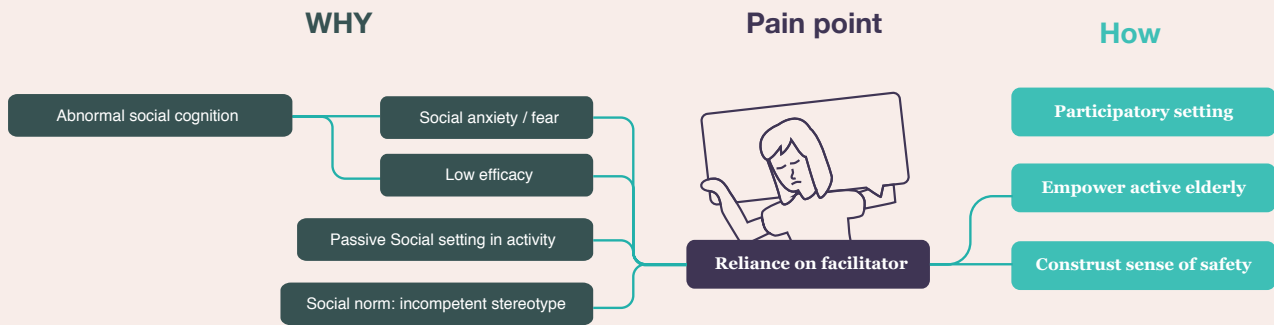 WHY
Pain point
How
Abnormal social cognition
Social anxiety / fear
Low efficacy
Passive Social setting in activity
Social norm: incompetent stereotype
Reliance on facilitator
Participatory setting
Empower active elderly
Construst sense of safety